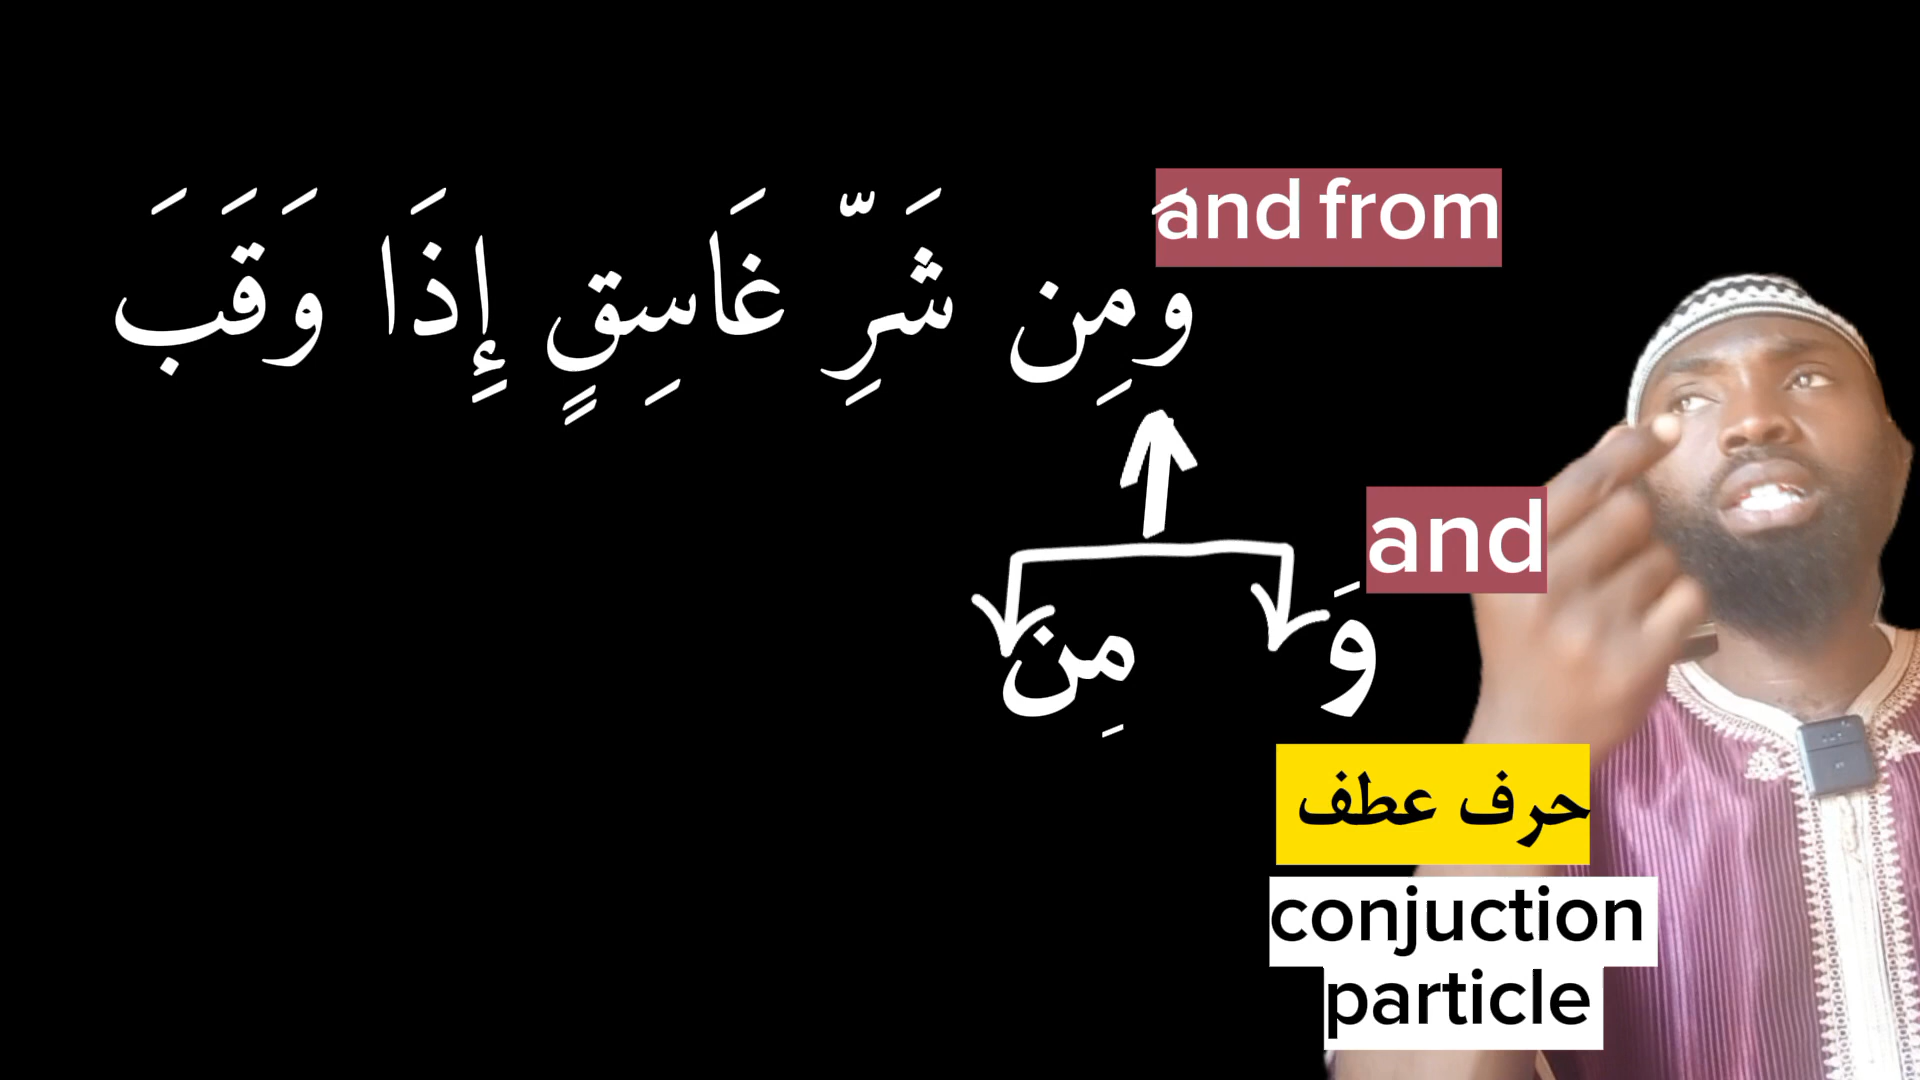 and from
وَمِن شَرِّ غَاسِقٍ إِذَا وَقَبَ
and
وَ
مِن
حرف عطف
conjuction
particle